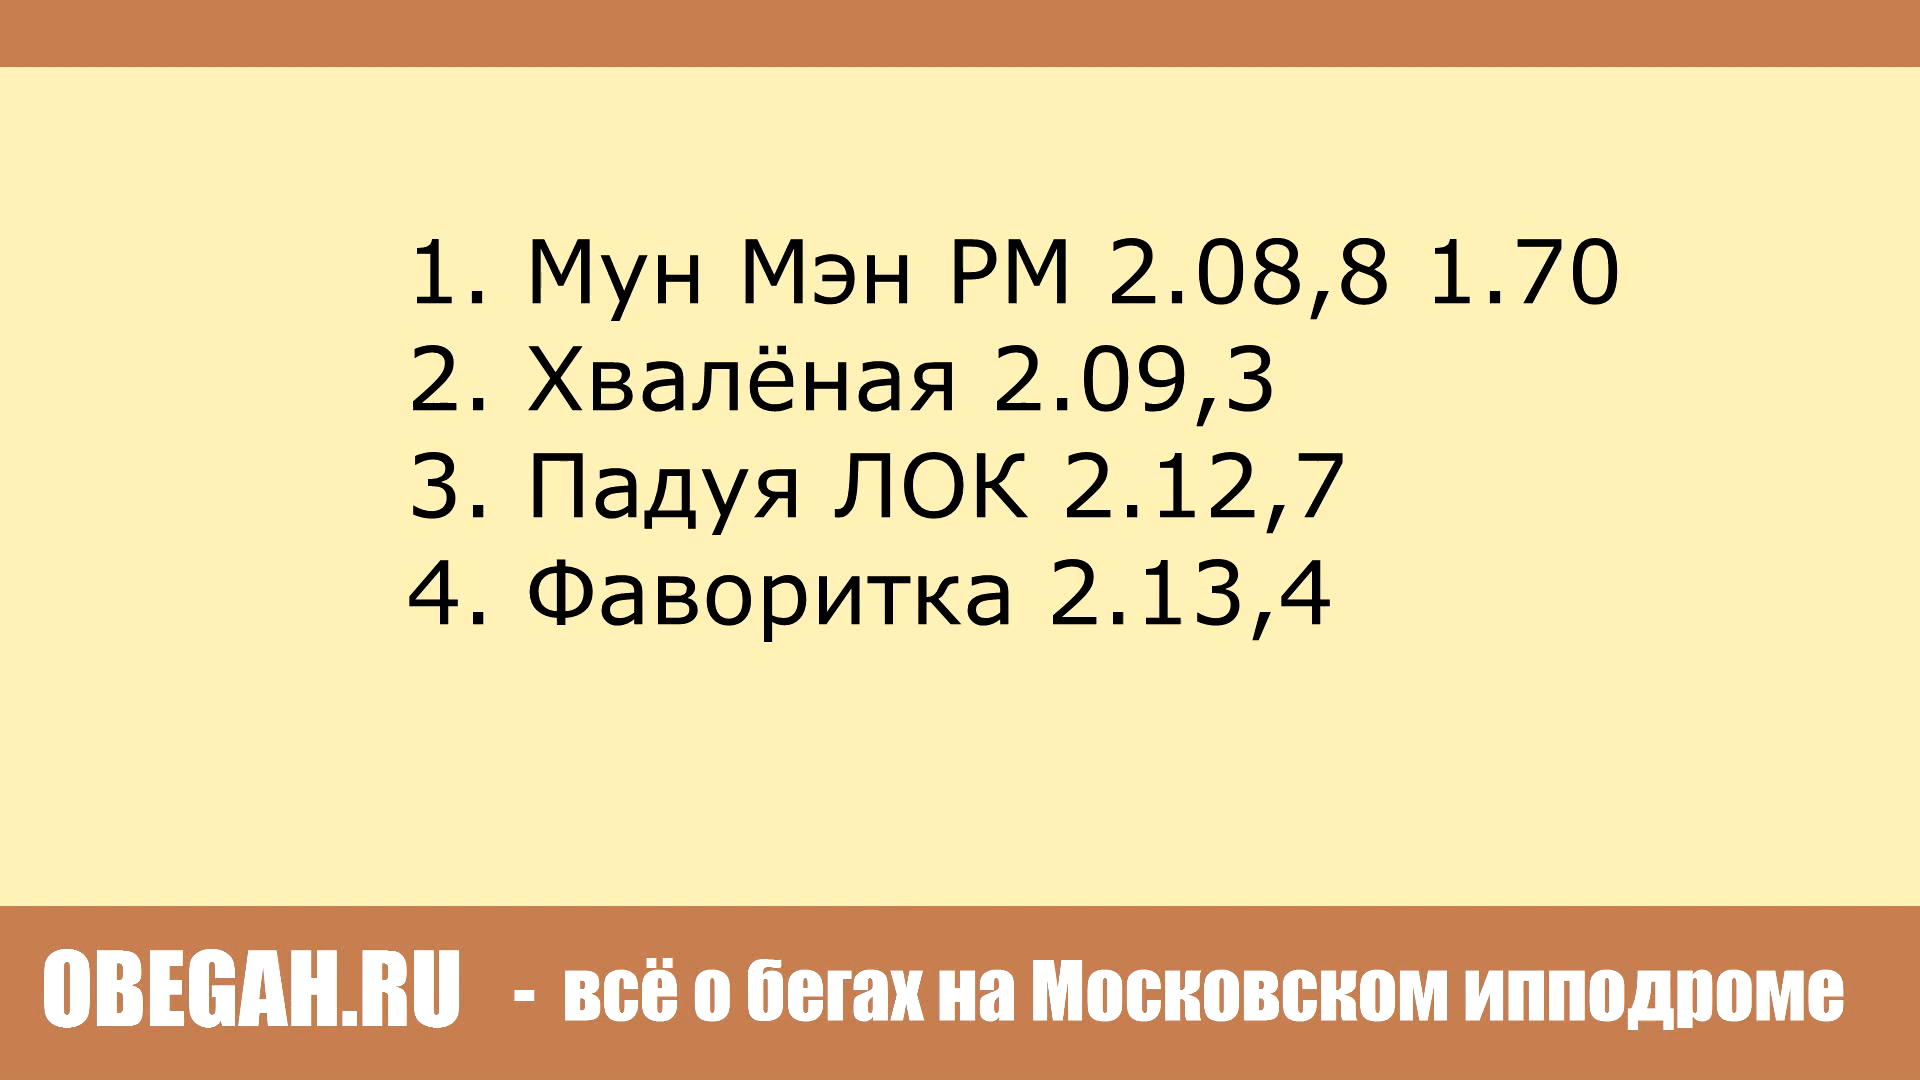 1. Мун Мэн РМ 2.08,8 1.70
2. Хвалёная 2.09,3
3. Падуя ЛОК 2.12,7
4. Фаворитка 2.13,4
OBEGAH.RU - всё о бегах на Московском ипподроме